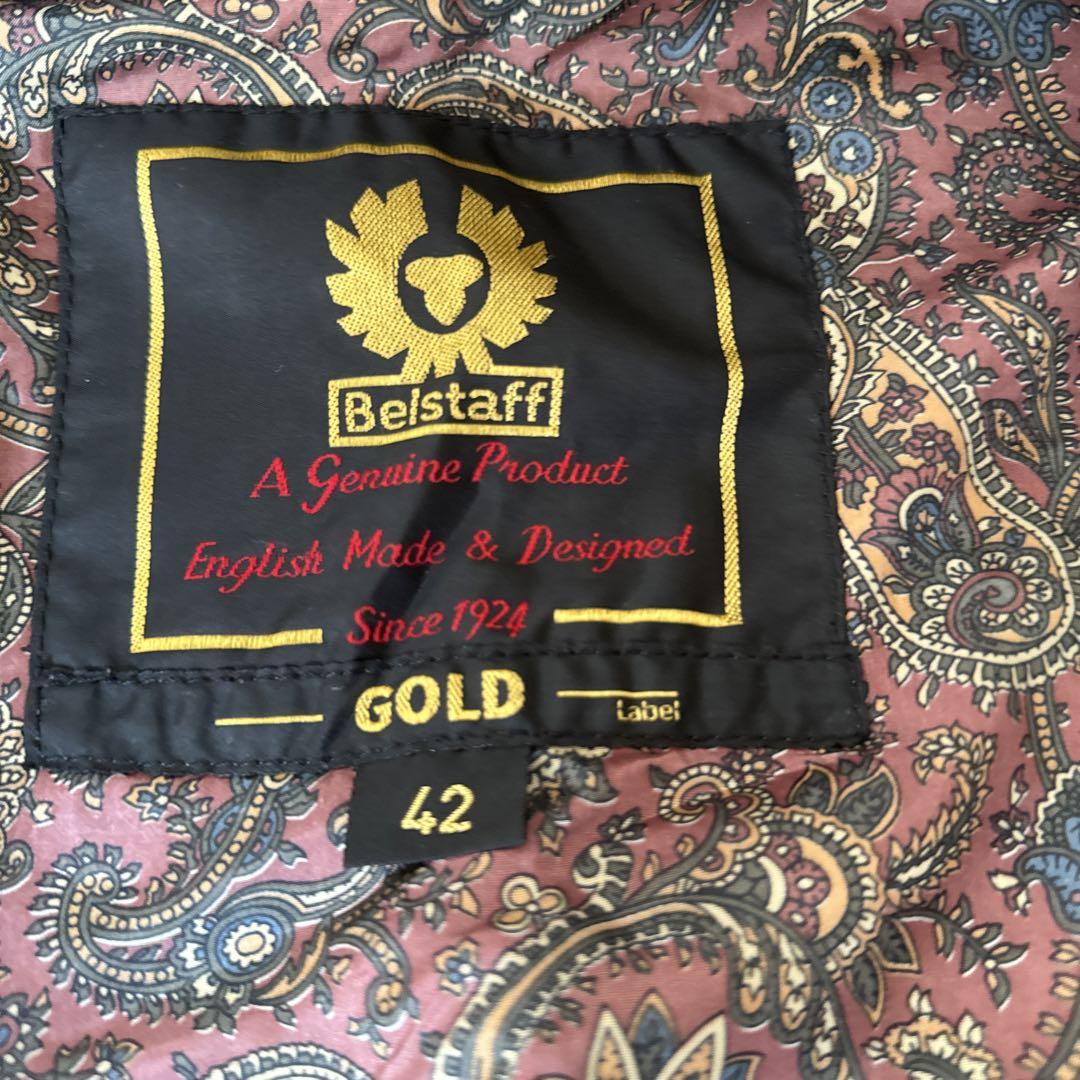 Belstaff
A Genuine Product
English Made & Designed
Since 1924
GOLD Label
42